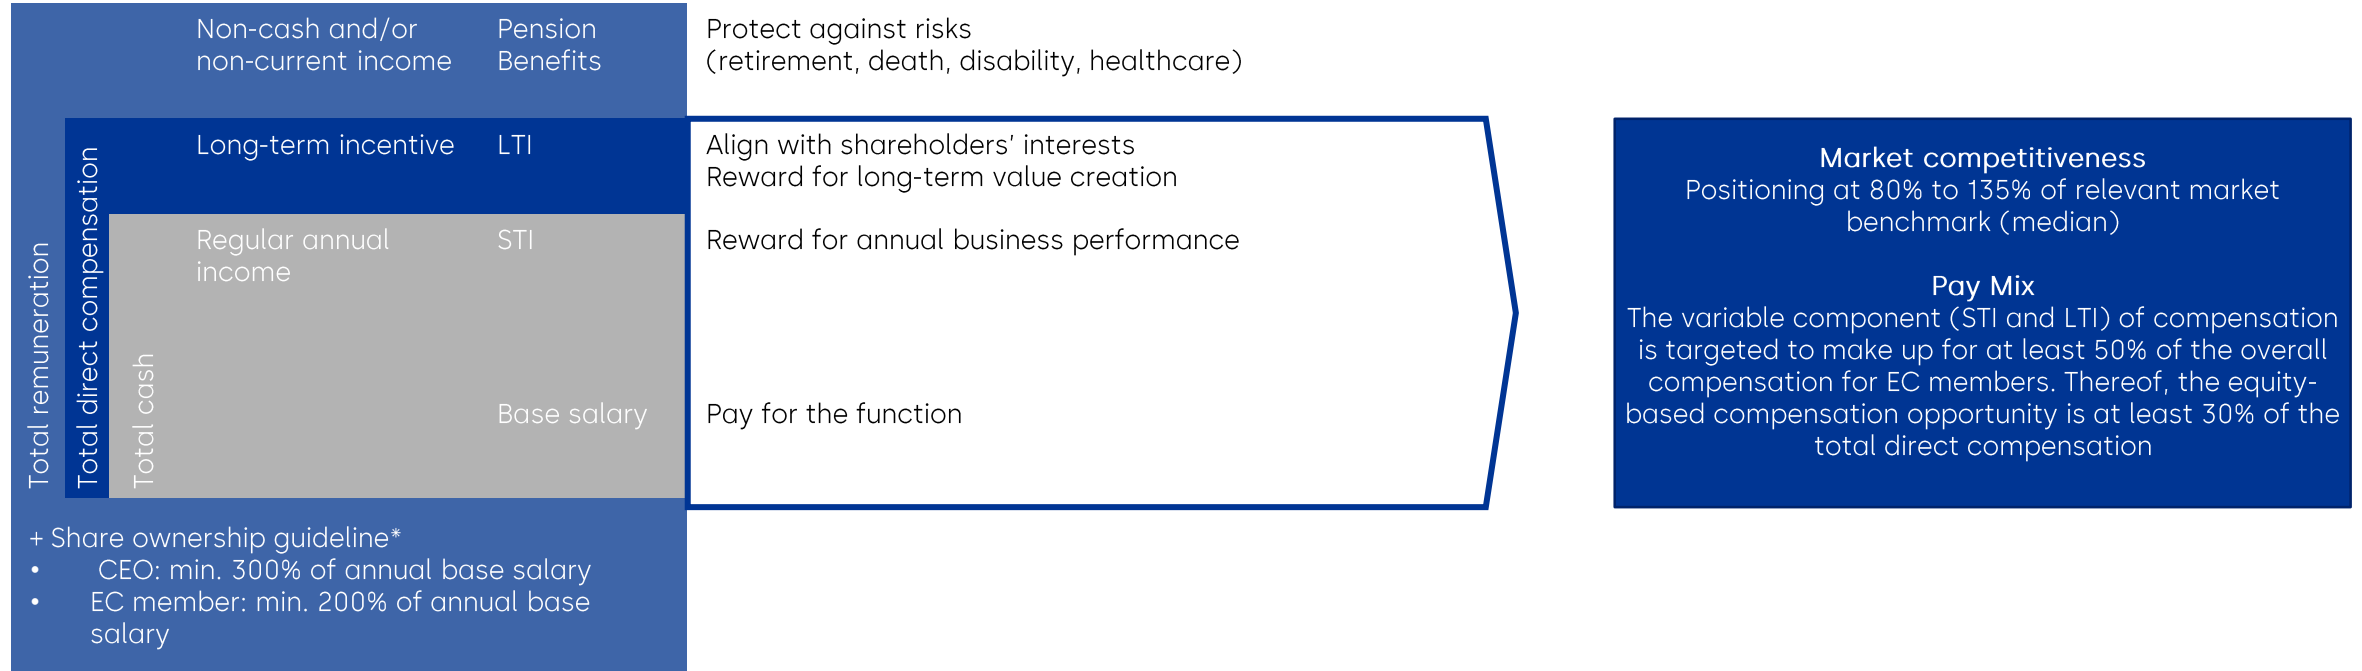 Non-cash and/or
non-current income
Pension
Benefits
Protect against risks
(retirement, death, disability, healthcare)
Long-term incentive
LTI
Align with shareholders’ interests
Reward for long-term value creation
Regular annual
income
STI
Reward for annual business performance
Base salary
Pay for the function
Total remuneration
Total direct compensation
Total cash
+ Share ownership guideline*
• CEO: min. 300% of annual base salary
• EC member: min. 200% of annual base
salary
Market competitiveness
Positioning at 80% to 135% of relevant market
benchmark (median)
Pay Mix
The variable component (STI and LTI) of compensation
is targeted to make up for at least 50% of the overall
compensation for EC members. Thereof, the equity-
based compensation opportunity is at least 30% of the
total direct compensation